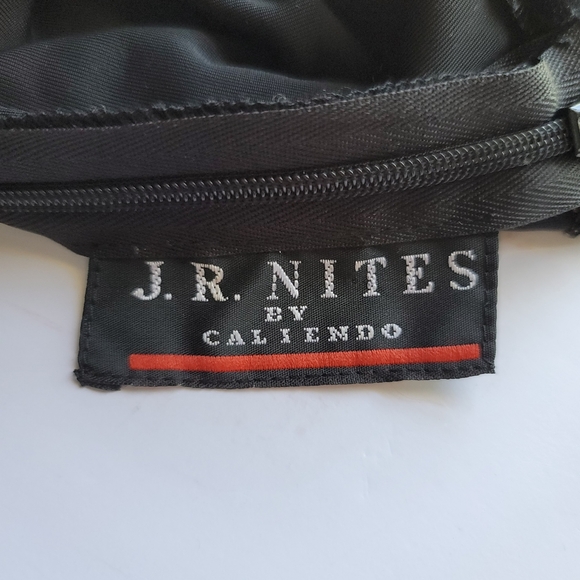 J.R. NITES
BY
CALIENDO